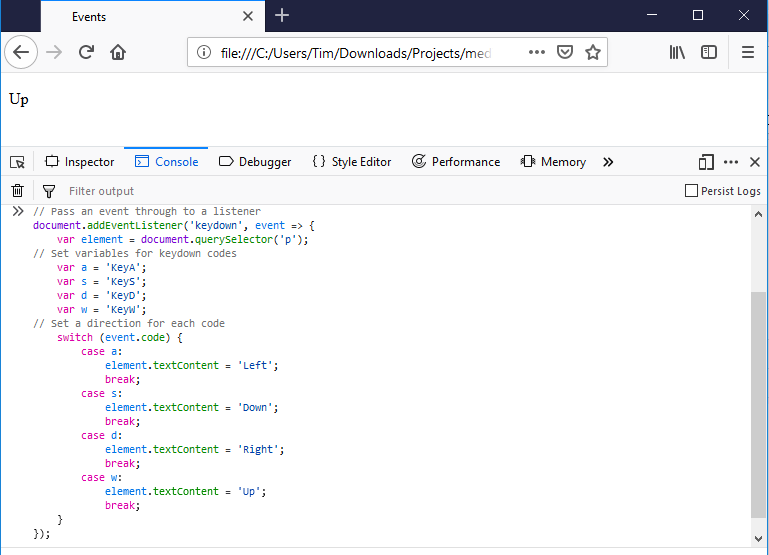 Events
file:///C:/Users/Tim/Downloads/Projects/med
Up
Inspector Console Debugger { } Style Editor Performance Memory
Filter output Persist Logs
// Pass an event through to a listener
document.addEventListener('keydown', event => {
    var element = document.querySelector('p');
// Set variables for keydown codes
    var a = 'KeyA';
    var s = 'KeyS';
    var d = 'KeyD';
    var w = 'KeyW';
// Set a direction for each code
    switch (event.code) {
        case a:
            element.textContent = 'Left';
            break;
        case s:
            element.textContent = 'Down';
            break;
        case d:
            element.textContent = 'Right';
            break;
        case w:
            element.textContent = 'Up';
            break;
    }
});